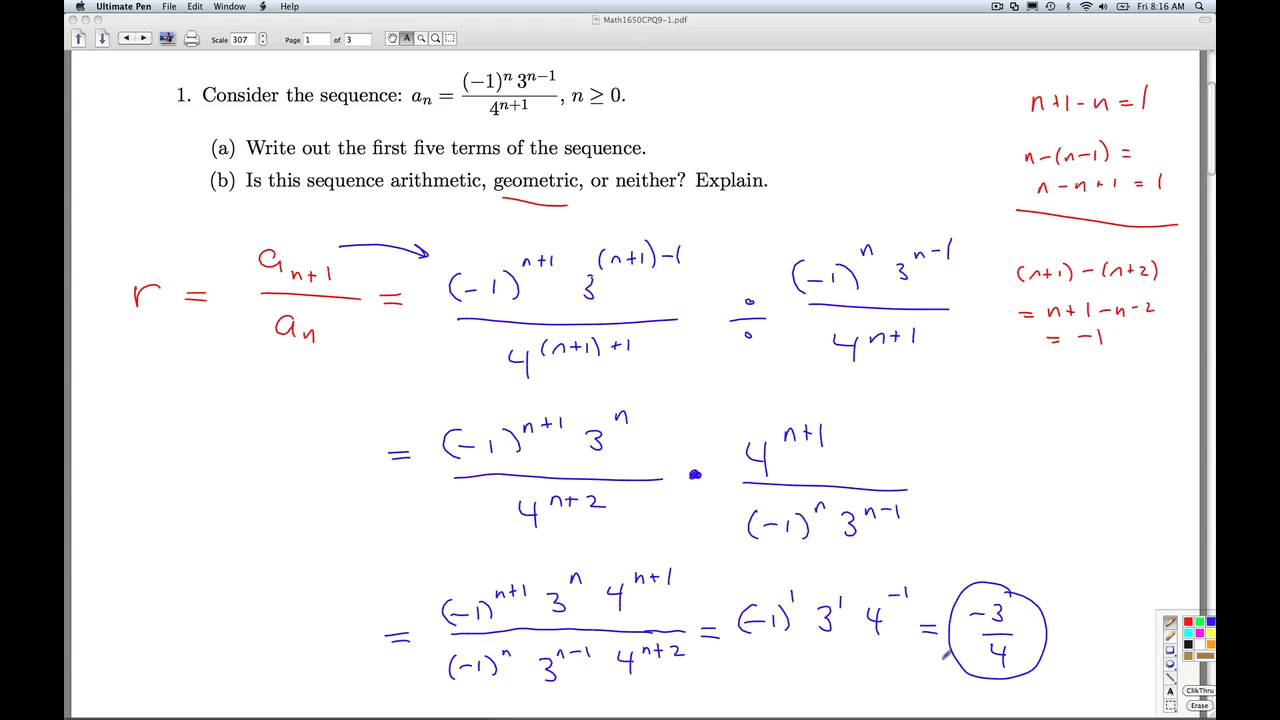 Ultimate Pen File Edit Window Help Fri 8:16 AM
Math1650CPQ9-1.pdf
Scale 307 Page 1 of 3 A
1. Consider the sequence: aₙ = (−1)ⁿ 3ⁿ⁻¹ / 4ⁿ⁺¹, n ≥ 0.
(a) Write out the first five terms of the sequence.
(b) Is this sequence arithmetic, geometric, or neither? Explain.
n+1-n = 1
n-(n-1) =
n-n+1 = 1
r = aₙ₊₁ / aₙ = (-1)ⁿ⁺¹ 3⁽ⁿ⁺¹⁾⁻¹ / 4⁽ⁿ⁺¹⁾⁺¹ ÷ (-1)ⁿ 3ⁿ⁻¹ / 4ⁿ⁺¹
(n+1) - (n+2)
= n+1-n-2
= -1
= (-1)ⁿ⁺¹ 3ⁿ / 4ⁿ⁺² • 4ⁿ⁺¹ / (-1)ⁿ 3ⁿ⁻¹
= (-1)ⁿ⁺¹ 3ⁿ 4ⁿ⁺¹ / (-1)ⁿ 3ⁿ⁻¹ 4ⁿ⁺² = (-1)¹ 3¹ 4⁻¹ = -3 / 4
A
ClikThru
Erase